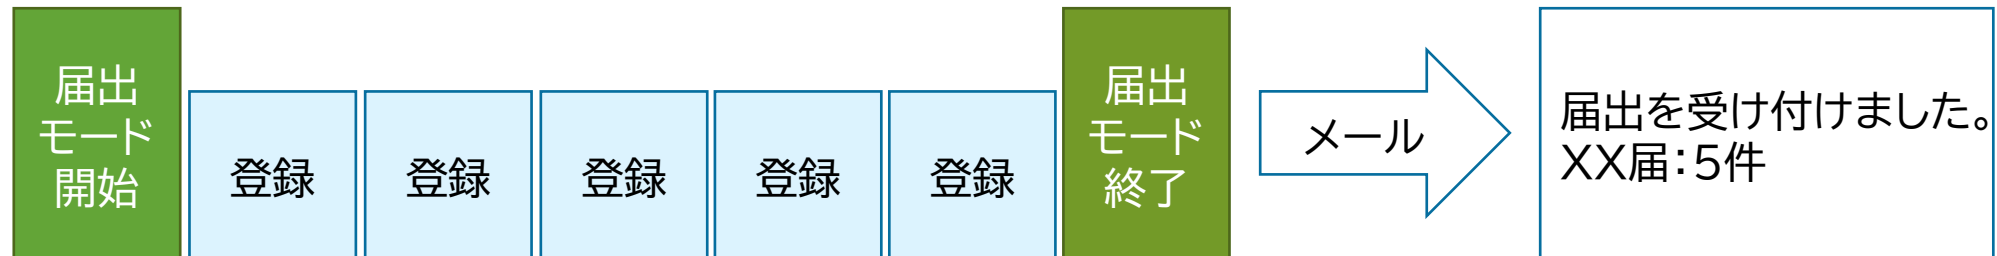 届出
モード
開始
登録
登録
登録
登録
登録
届出
モード
終了
メール
届出を受け付けました。
XX届：5件